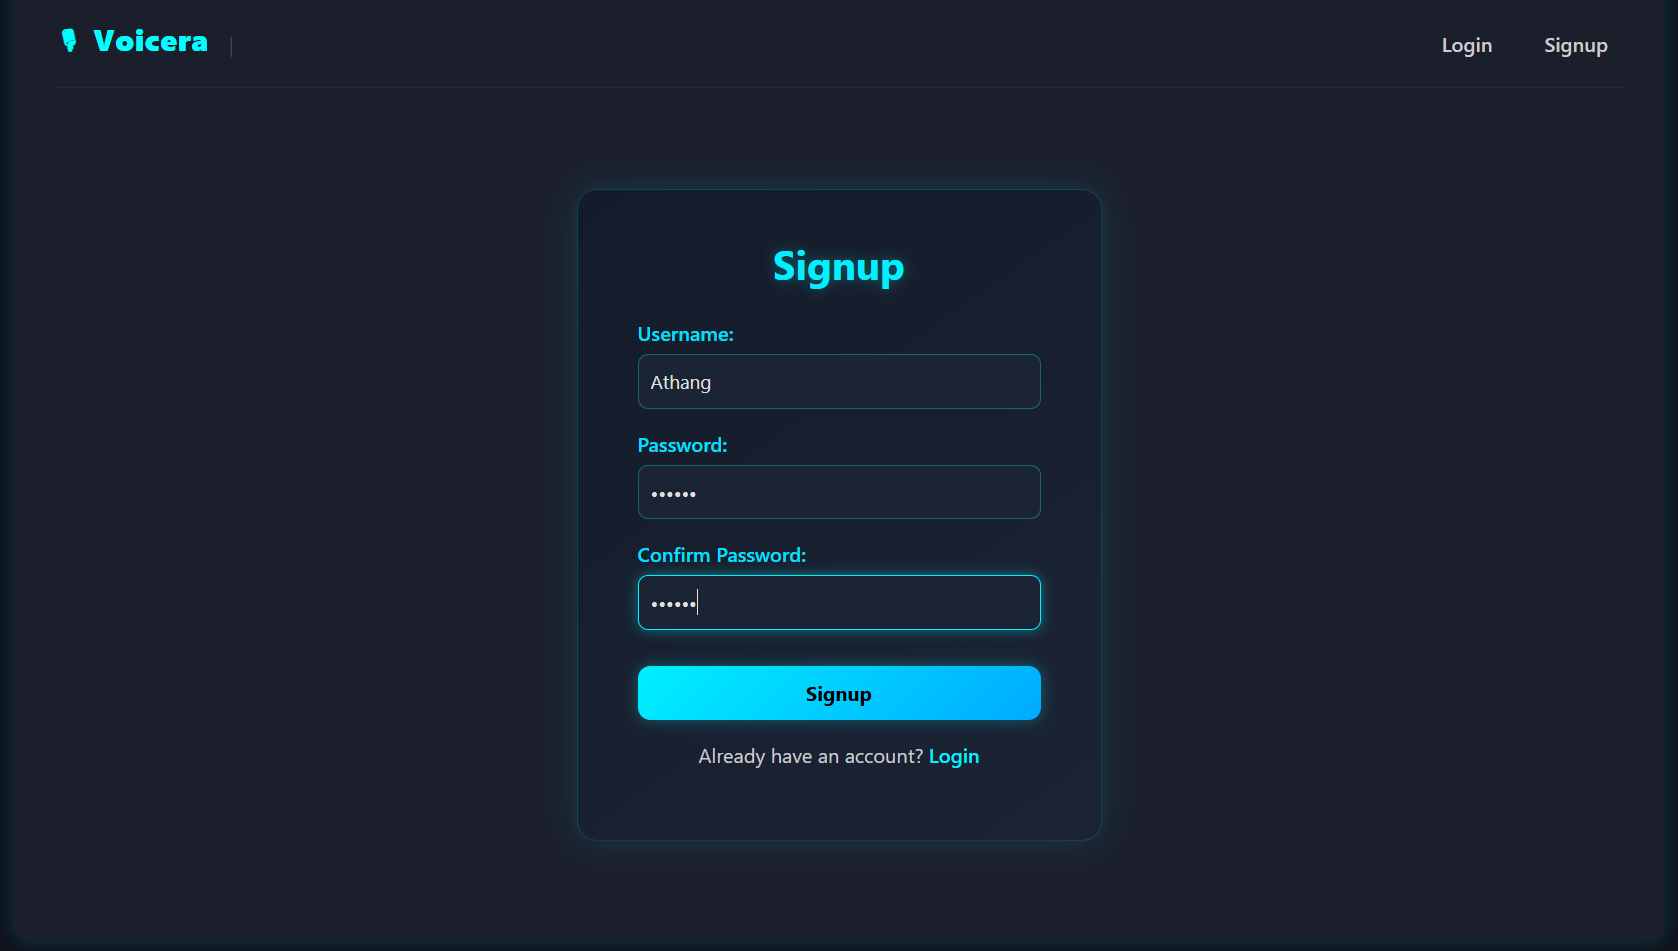 Voicera |
Login
Signup
Signup
Username:
Athang
Password:
••••••
Confirm Password:
••••••
Signup
Already have an account? Login